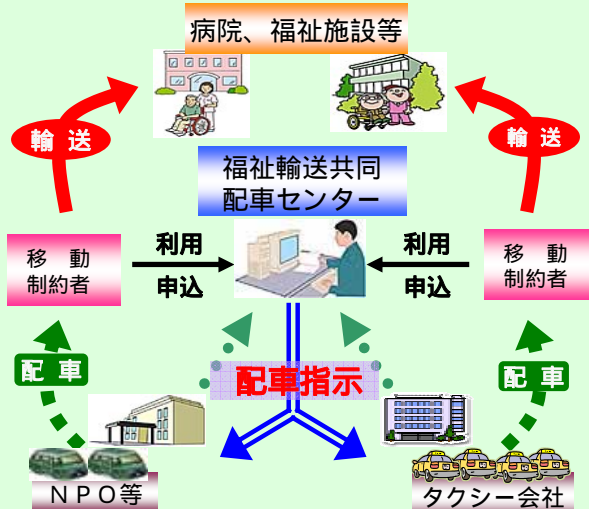 病院、福祉施設等
輸 送
輸 送
福祉輸送共同
配車センター
移 動
制約者
利用
申込
利用
申込
移 動
制約者
配車指示
配 車
配 車
NPO等
タクシー会社